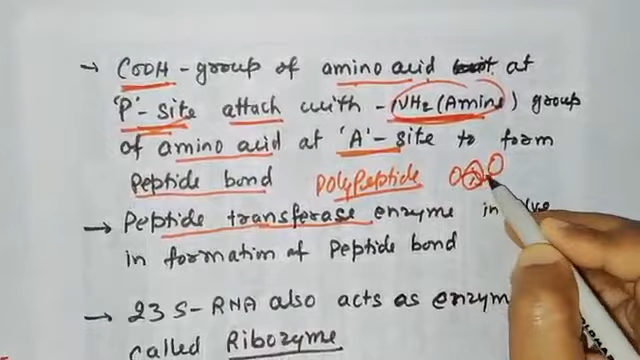 → COOH - group of amino acid at
'P' - site attach with - NH2 (Amine) group
of amino acid at 'A' - site to form
Peptide bond Polypeptide
→ Peptide transferase enzyme
in formation of Peptide bond
→ 23 S - RNA also acts as enzym
called Ribozyme